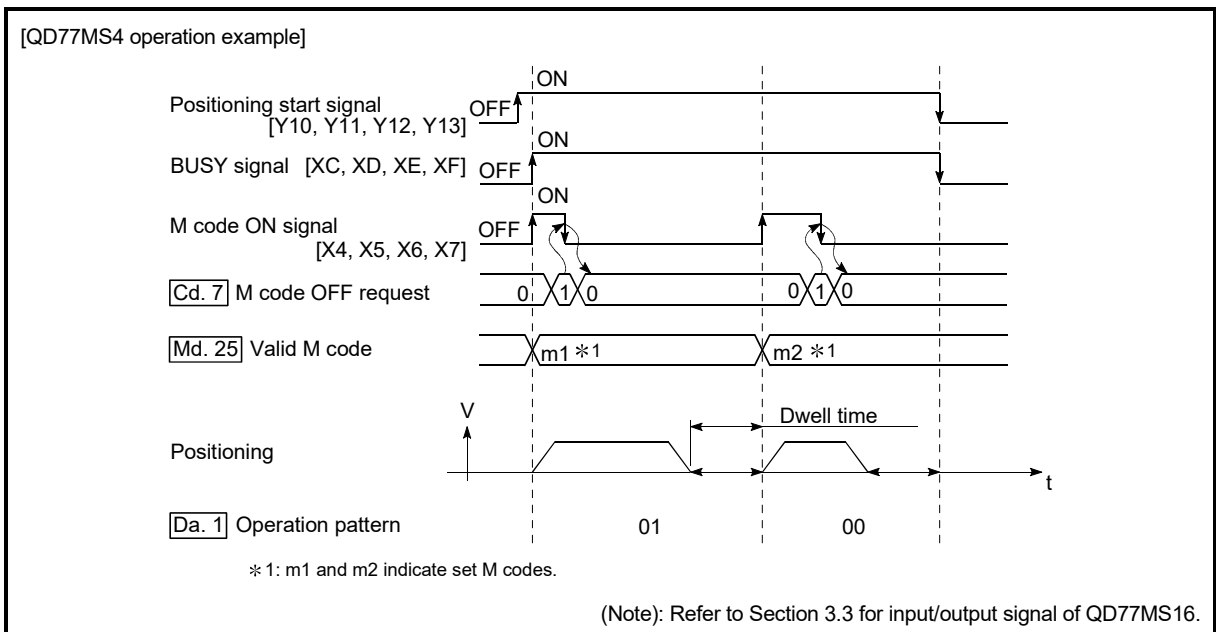 [QD77MS4 operation example]
ON
Positioning start signal OFF
[Y10, Y11, Y12, Y13]
ON
BUSY signal [XC, XD, XE, XF] OFF
ON
M code ON signal OFF
[X4, X5, X6, X7]
Cd. 7 M code OFF request 0 1 0 0 1 0
Md. 25 Valid M code m1 *1 m2 *1
V Dwell time
Positioning
t
Da. 1 Operation pattern 01 00
*1: m1 and m2 indicate set M codes.
(Note): Refer to Section 3.3 for input/output signal of QD77MS16.